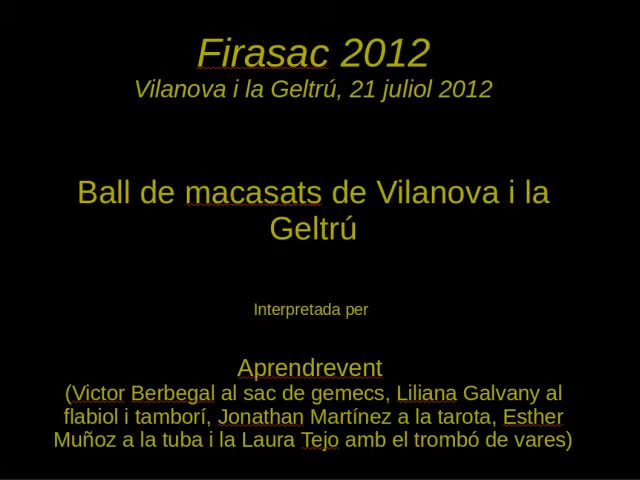 Firasac 2012
Vilanova i la Geltrú, 21 juliol 2012
Ball de macasats de Vilanova i la
Geltrú
Interpretada per
Aprendrevent
(Victor Berbegal al sac de gemecs, Liliana Galvany al
flabiol i tamborí, Jonathan Martínez a la tarota, Esther
Muñoz a la tuba i la Laura Tejo amb el trombó de vares)